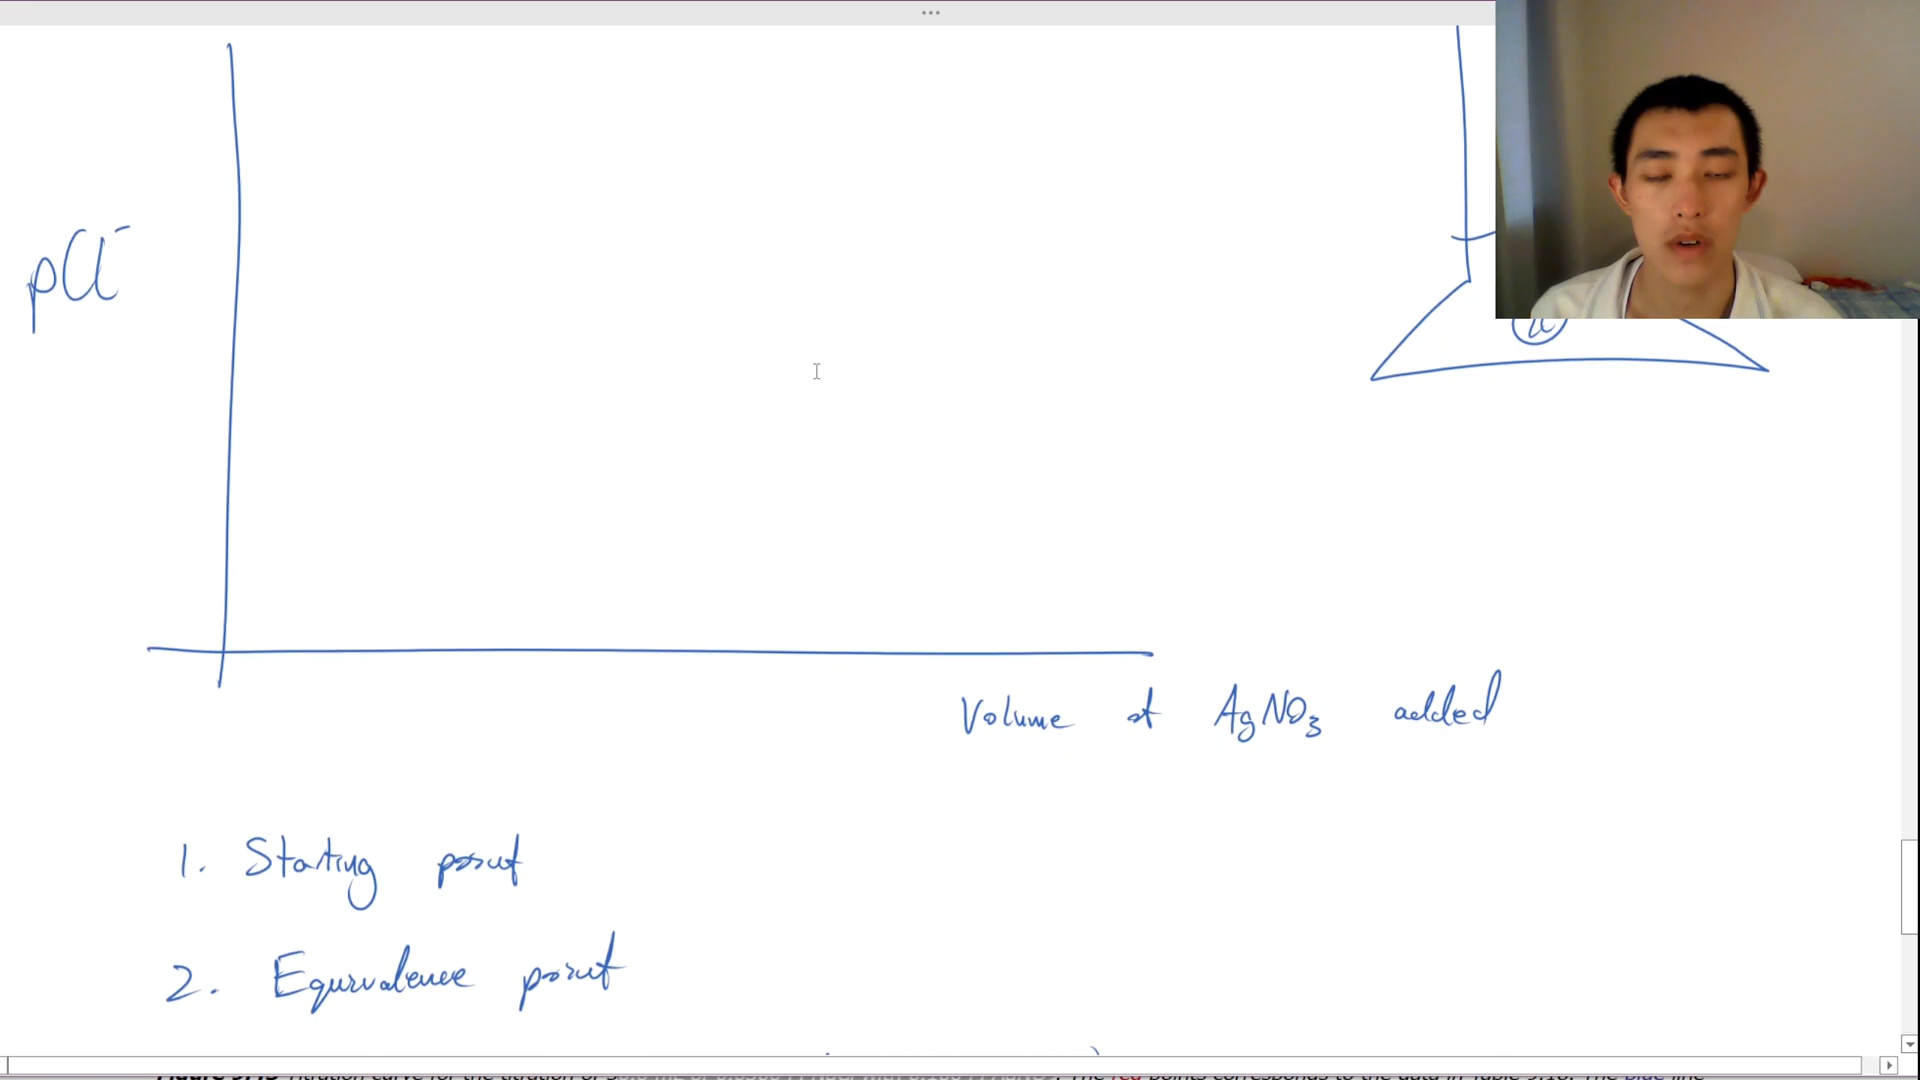 pCl⁻
Volume of AgNO₃ added
1. Starting point
2. Equivalence point